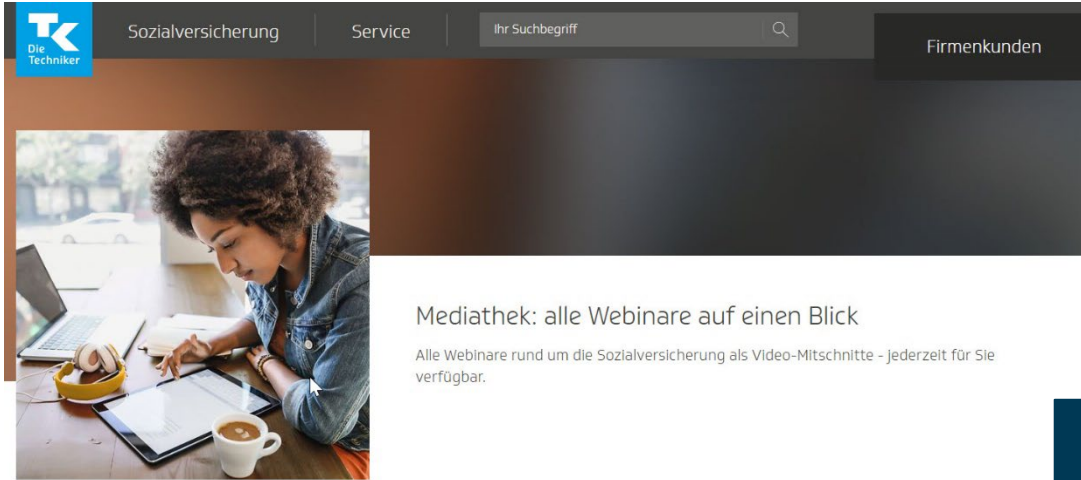 TK
Die
Techniker
Sozialversicherung
Service
Ihr Suchbegriff
Firmenkunden
Mediathek: alle Webinare auf einen Blick
Alle Webinare rund um die Sozialversicherung als Video-Mitschnitte - jederzeit für Sie
verfügbar.